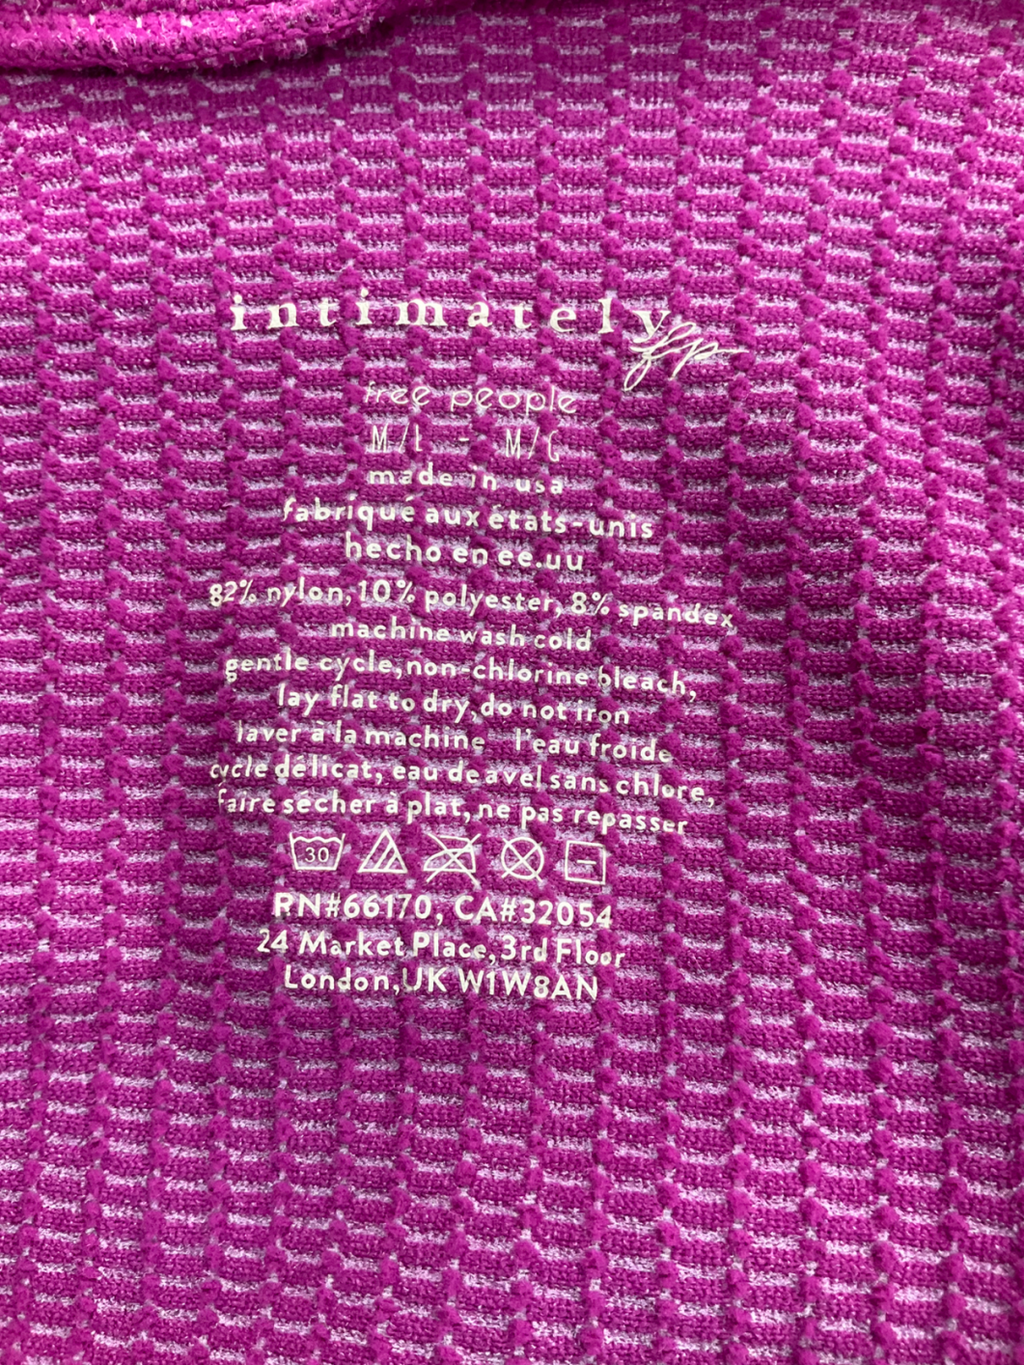 intimately fp
free people
M/L - M/G
made in usa
fabriqué aux états-unis
hecho en ee.uu
82% nylon, 10% polyester, 8% spandex
machine wash cold
gentle cycle, non-chlorine bleach,
lay flat to dry, do not iron
laver à la machine l'eau froide
cycle délicat, eau de avel sans chlore,
faire sécher à plat, ne pas repasser
30
RN#66170, CA#32054
24 Market Place, 3rd Floor
London, UK W1W8AN